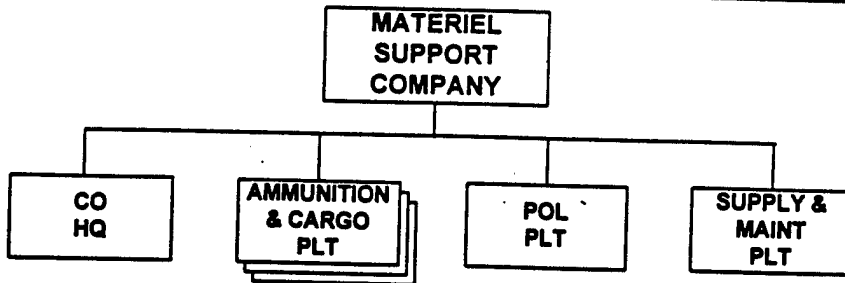 MATERIEL
SUPPORT
COMPANY
CO
HQ
AMMUNITION
& CARGO
PLT
POL
PLT
SUPPLY &
MAINT
PLT